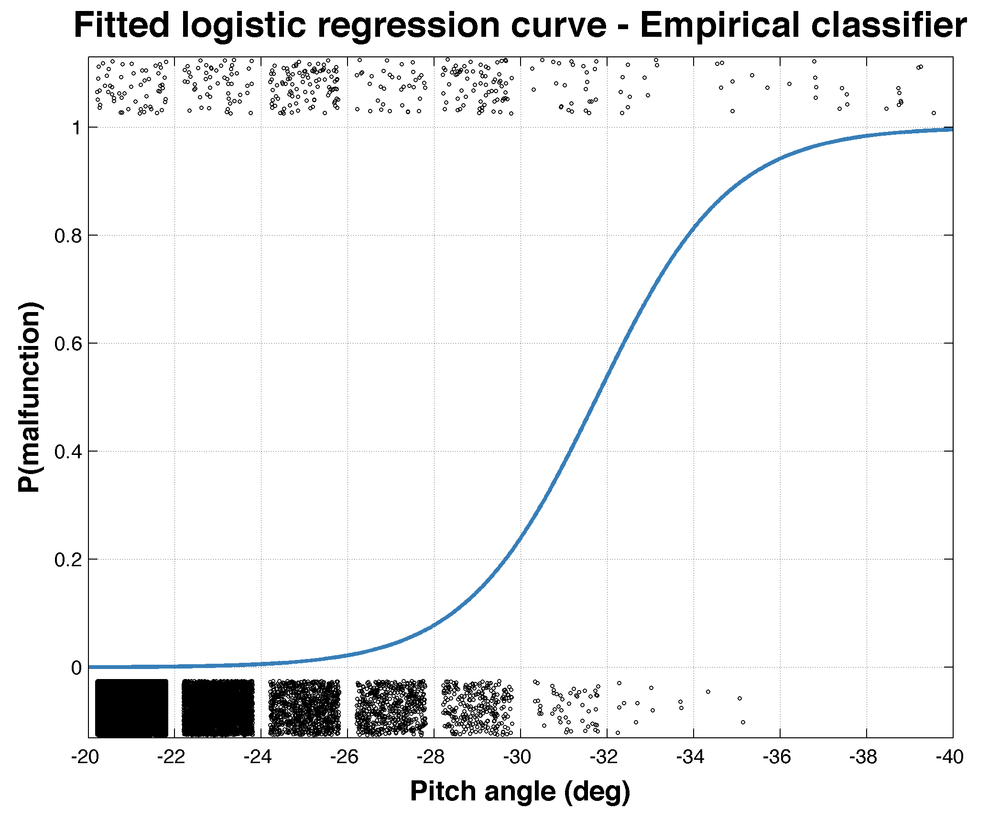 Fitted logistic regression curve - Empirical classifier
1
0.8
0.6
0.4
0.2
0
P(malfunction)
-20 -22 -24 -26 -28 -30 -32 -34 -36 -38 -40
Pitch angle (deg)